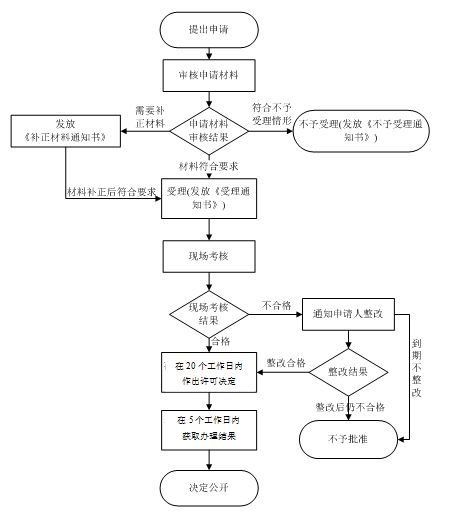 提出申请
审核申请材料
需要补
正材料
符合不予
受理情形
发放
《补正材料通知书》
申请材料
审核结果
不予受理(发放《不予受理通
知书》)
材料符合要求
材料补正后符合要求
受理(发放《受理通
知书》)
现场考核
现场考核
结果
不合格
通知申请人整改
合格
到
期
不
整
改
在20个工作日内
作出许可决定
整改合格
整改结果
整改后仍不合格
在5个工作日内
获取办理结果
不予批准
决定公开